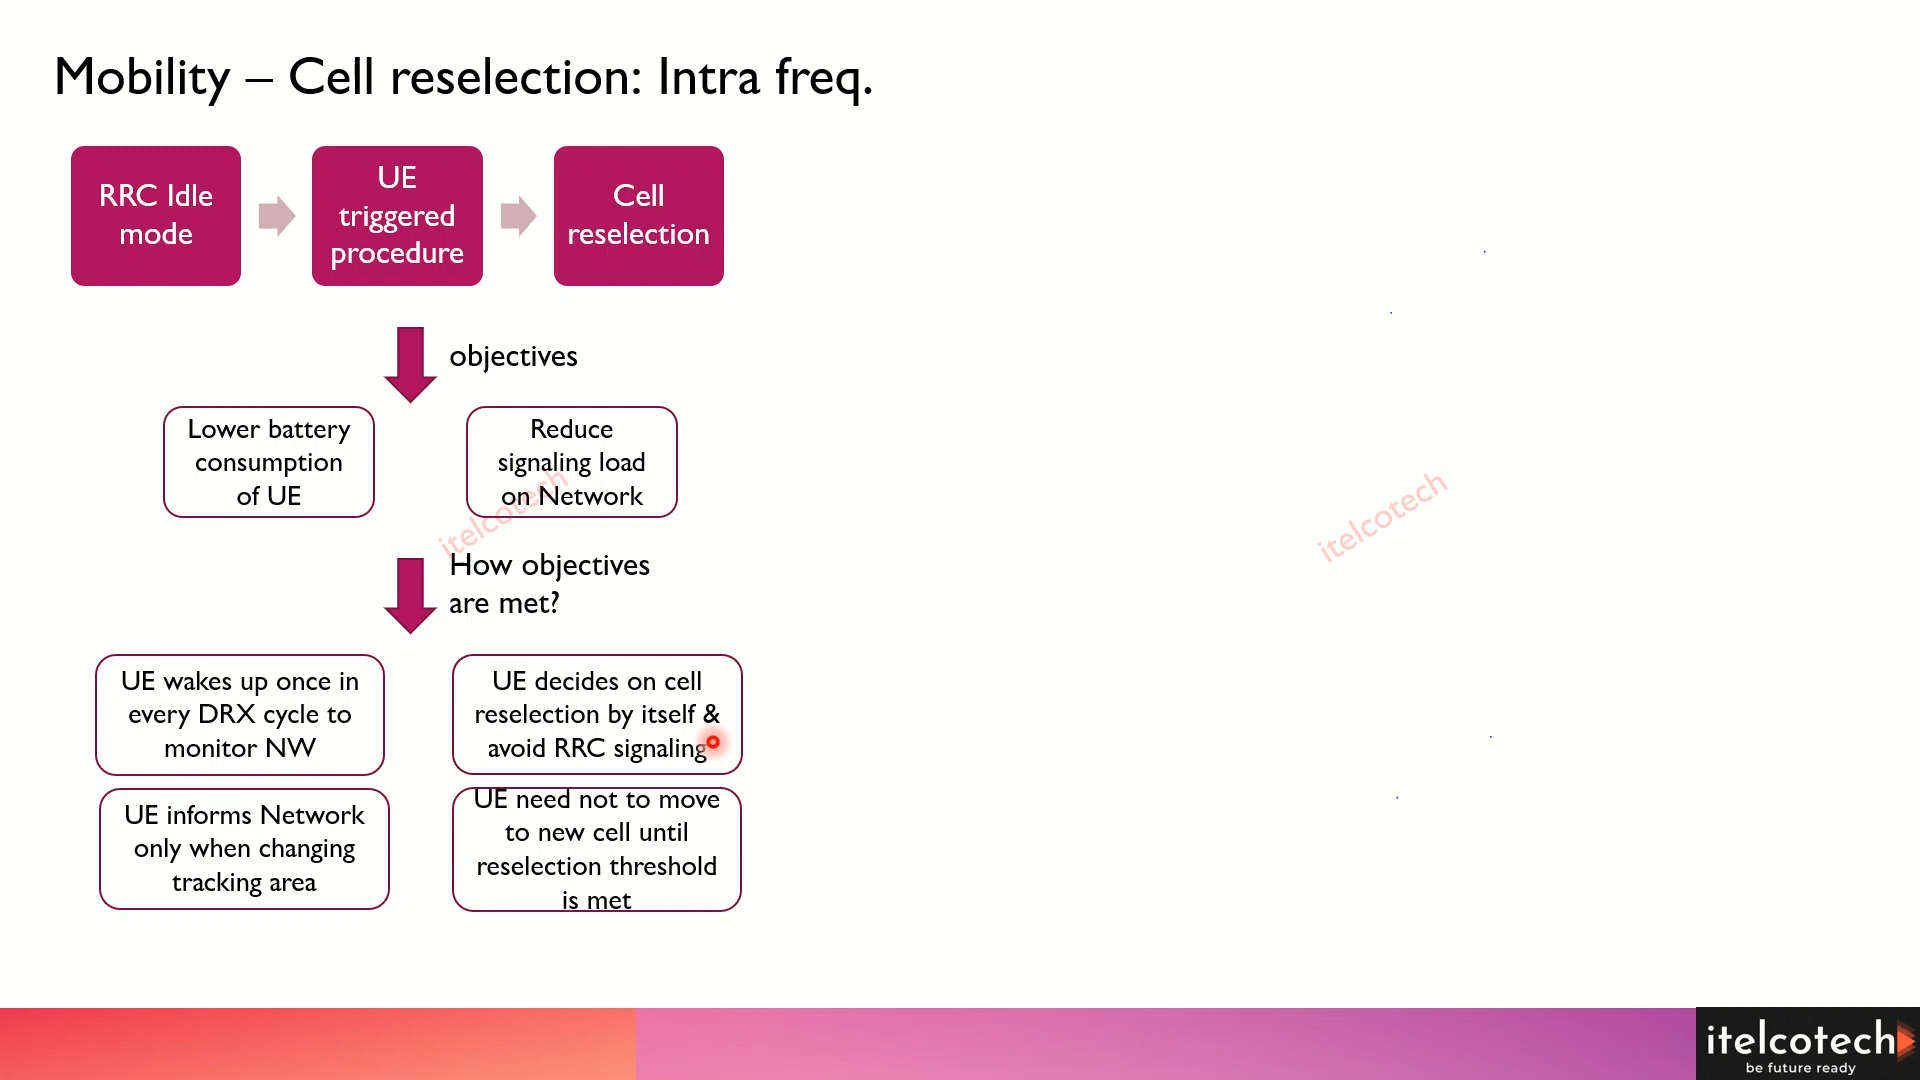 Mobility – Cell reselection: Intra freq.
RRC Idle
mode
UE
triggered
procedure
Cell
reselection
objectives
Lower battery
consumption
of UE
Reduce
signaling load
on Network
itelcotech
itelcotech
How objectives
are met?
UE wakes up once in
every DRX cycle to
monitor NW
UE decides on cell
reselection by itself &
avoid RRC signaling
UE informs Network
only when changing
tracking area
UE need not to move
to new cell until
reselection threshold
is met
itelcotech
be future ready